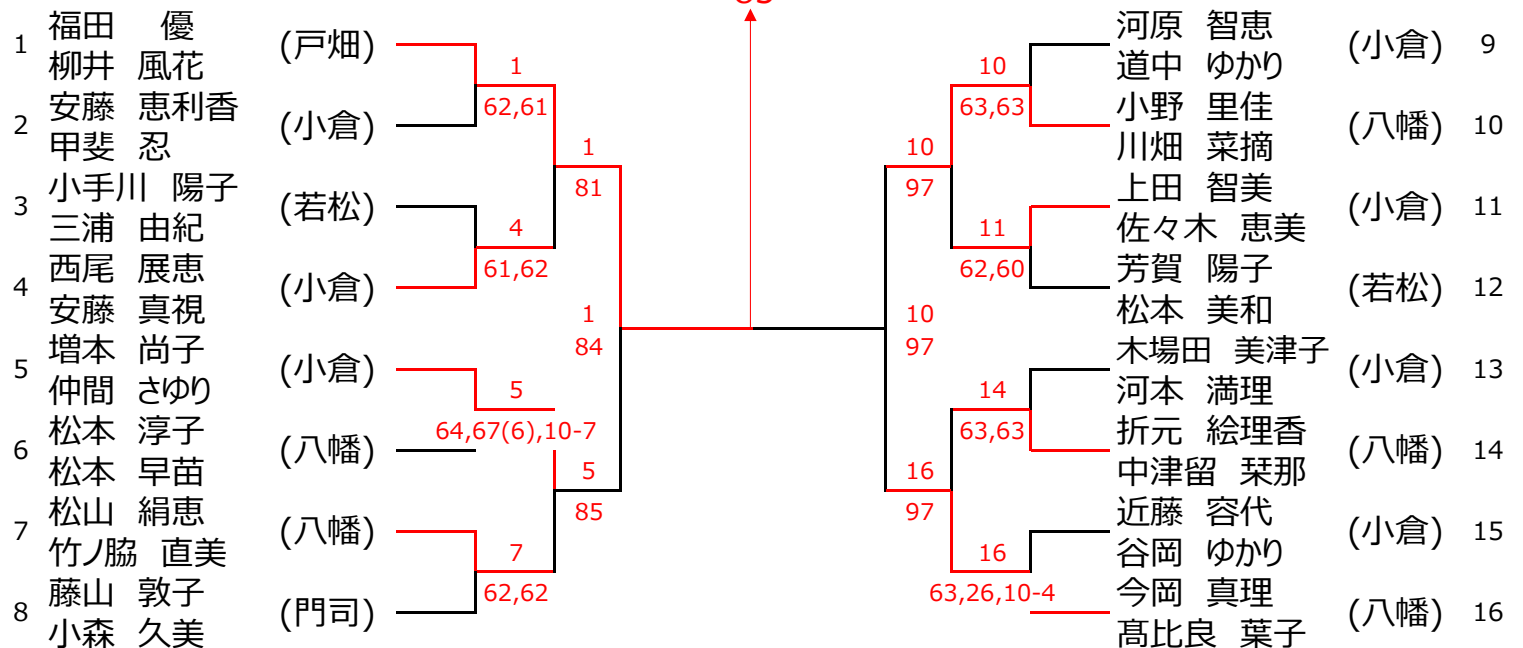 1 福田 優 (戸畑)
柳井 風花
2 安藤 恵利香 (小倉)
甲斐 忍
3 小手川 陽子 (若松)
三浦 由紀
4 西尾 展恵 (小倉)
安藤 真視
5 増本 尚子 (小倉)
仲間 さゆり
6 松本 淳子 (八幡)
松本 早苗
7 松山 絹恵 (八幡)
竹ノ脇 直美
8 藤山 敦子 (門司)
小森 久美
1
62,61
4
61,62
5
64,67(6),10-7
7
62,62
1
81
5
85
1
84
10
97
10
97
16
97
10
63,63
11
62,60
14
63,63
16
63,26,10-4
河原 智恵 (小倉) 9
道中 ゆかり
小野 里佳 (八幡) 10
川畑 菜摘
上田 智美 (小倉) 11
佐々木 恵美
芳賀 陽子 (若松) 12
松本 美和
木場田 美津子 (小倉) 13
河本 満理
折元 絵理香 (八幡) 14
中津留 栞那
近藤 容代 (小倉) 15
谷岡 ゆかり
今岡 真理 (八幡) 16
髙比良 葉子